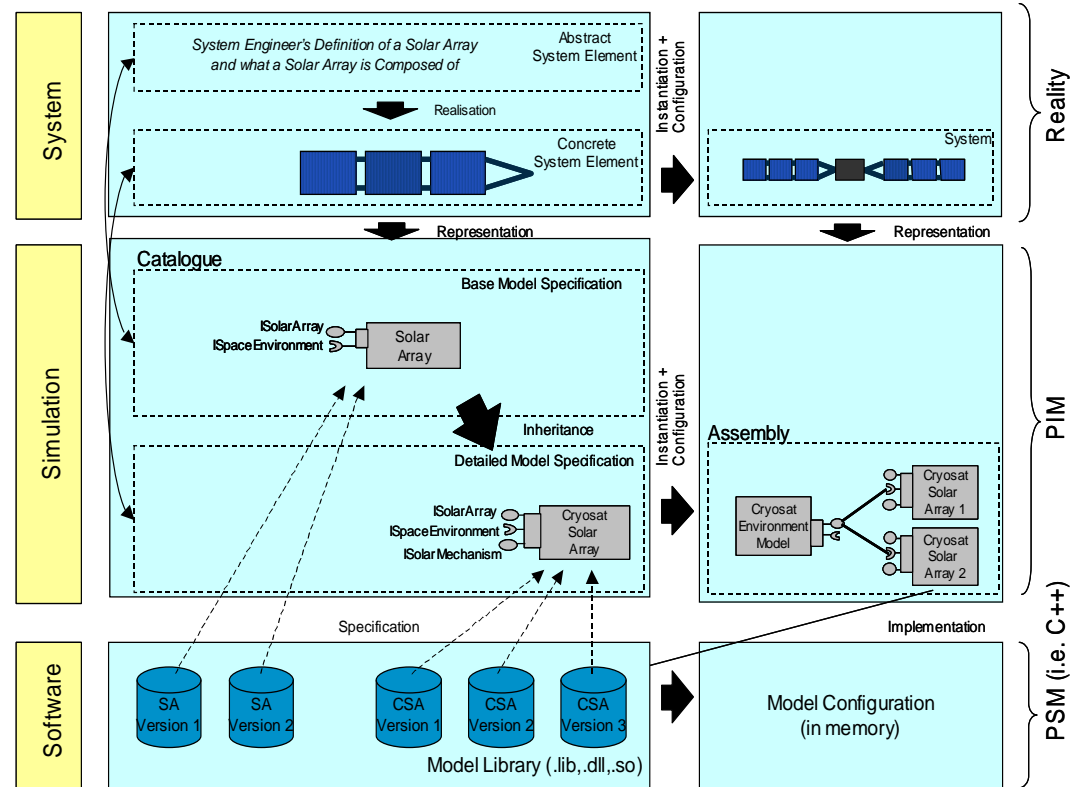 System
System Engineer's Definition of a Solar Array
and what a Solar Array is Composed of
Abstract
System Element
Realisation
Concrete
System Element
Instantiation +
Configuration
System
Reality
Representation
Representation
Simulation
Catalogue
Base Model Specification
ISolarArray
ISpaceEnvironment
Solar
Array
Inheritance
Detailed Model Specification
ISolarArray
ISpaceEnvironment
ISolarMechanism
Cryosat
Solar
Array
Instantiation +
Configuration
Assembly
Cryosat
Environment
Model
Cryosat
Solar
Array 1
Cryosat
Solar
Array 2
PIM
Specification
Implementation
Software
SA
Version 1
SA
Version 2
CSA
Version 1
CSA
Version 2
CSA
Version 3
Model Library (.lib,.dll,.so)
Model Configuration
(in memory)
PSM (i.e. C++)